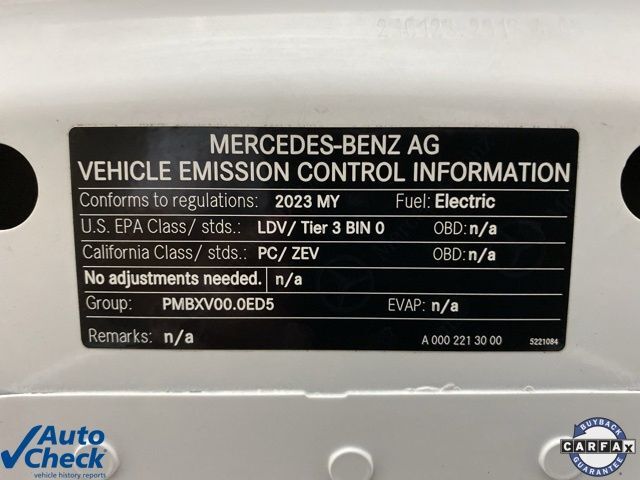 MERCEDES-BENZ AG
VEHICLE EMISSION CONTROL INFORMATION
Conforms to regulations: 2023 MY Fuel: Electric
U.S. EPA Class/ stds.: LDV/ Tier 3 BIN 0 OBD: n/a
California Class/ stds.: PC/ ZEV OBD: n/a
No adjustments needed. n/a
Group: PMBXV00.0ED5 EVAP: n/a
Remarks: n/a A 000 221 30 00 5221084
Auto
Check
vehicle history reports
BUYBACK
CARFAX
GUARANTEE